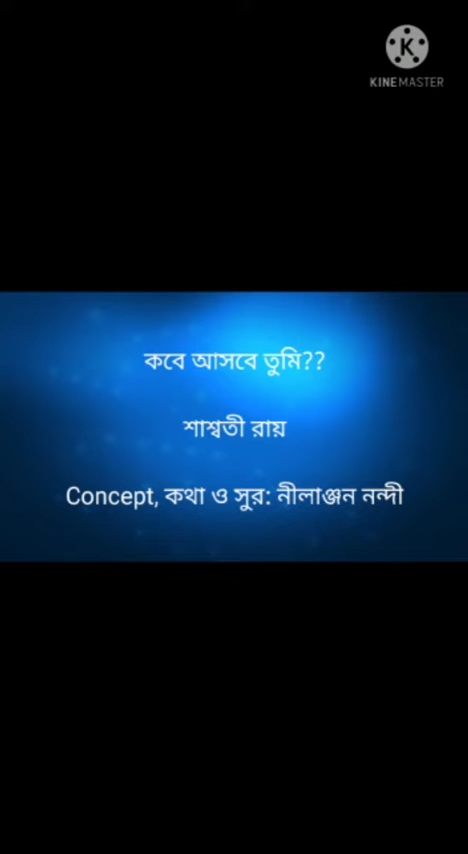 KINEMASTER
কবে আসবে তুমি??
শাশ্বতী রায়
Concept, কথা ও সুর: নীলাঞ্জন নন্দী